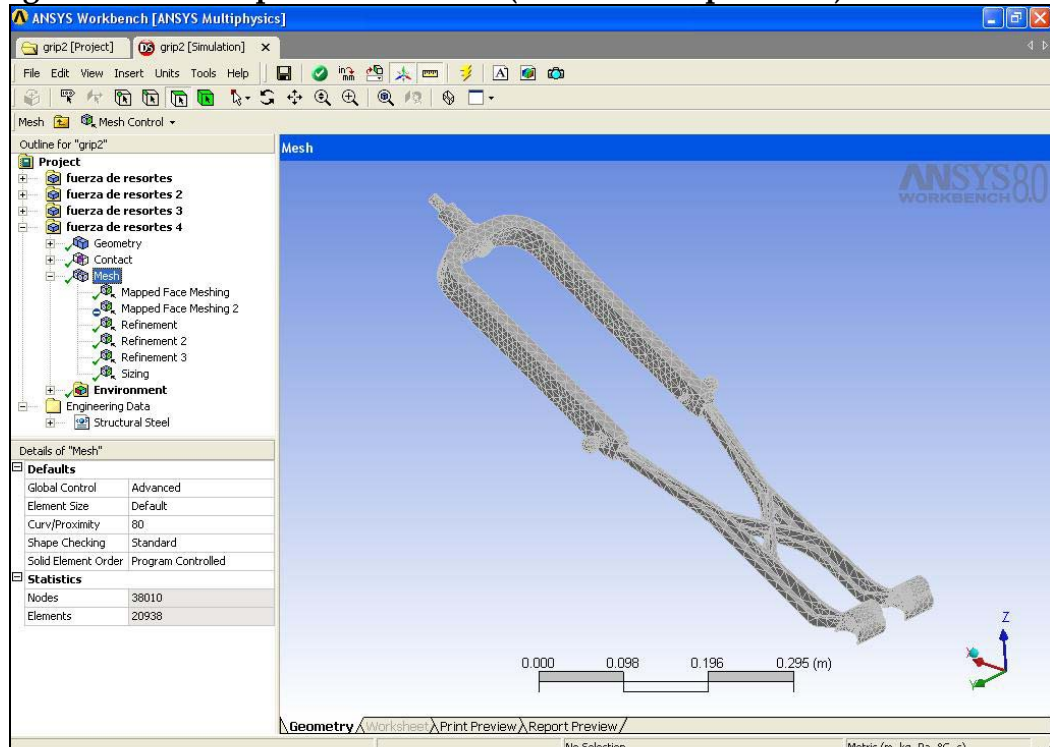 ANSYS Workbench [ANSYS Multiphysics]
grip2 [Project] grip2 [Simulation]
File Edit View Insert Units Tools Help
Mesh Mesh Control
Outline for "grip2"
Mesh
Project
fuerza de resortes
fuerza de resortes 2
fuerza de resortes 3
fuerza de resortes 4
Geometry
Contact
Mesh
Mapped Face Meshing
Mapped Face Meshing 2
Refinement
Refinement 2
Refinement 3
Sizing
Environment
Engineering Data
Structural Steel
ANSYS 8.0
WORKBENCH
Details of "Mesh"
Defaults
Global Control Advanced
Element Size Default
Curv/Proximity 80
Shape Checking Standard
Solid Element Order Program Controlled
Statistics
Nodes 38010
Elements 20938
0.000 0.098 0.196 0.295 (m)
Z
Y
Geometry Worksheet Print Preview Report Preview
No Selection Metric (m, kg, Pa, °C, s)